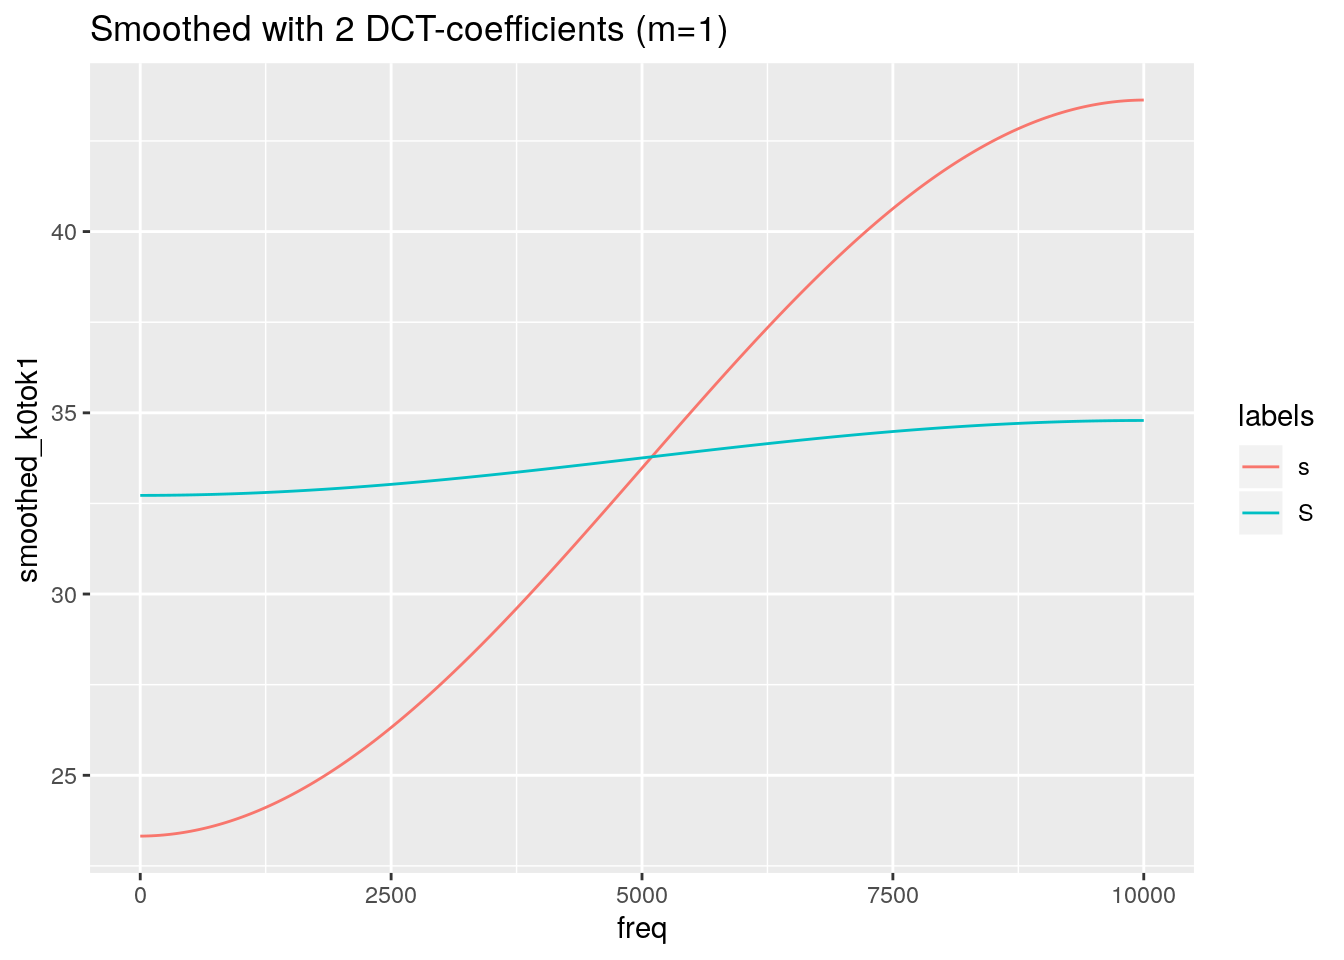 Smoothed with 2 DCT-coefficients (m=1)
smoothed_k0tok1
40
35
30
25
0 2500 5000 7500 10000
freq
labels
s
S